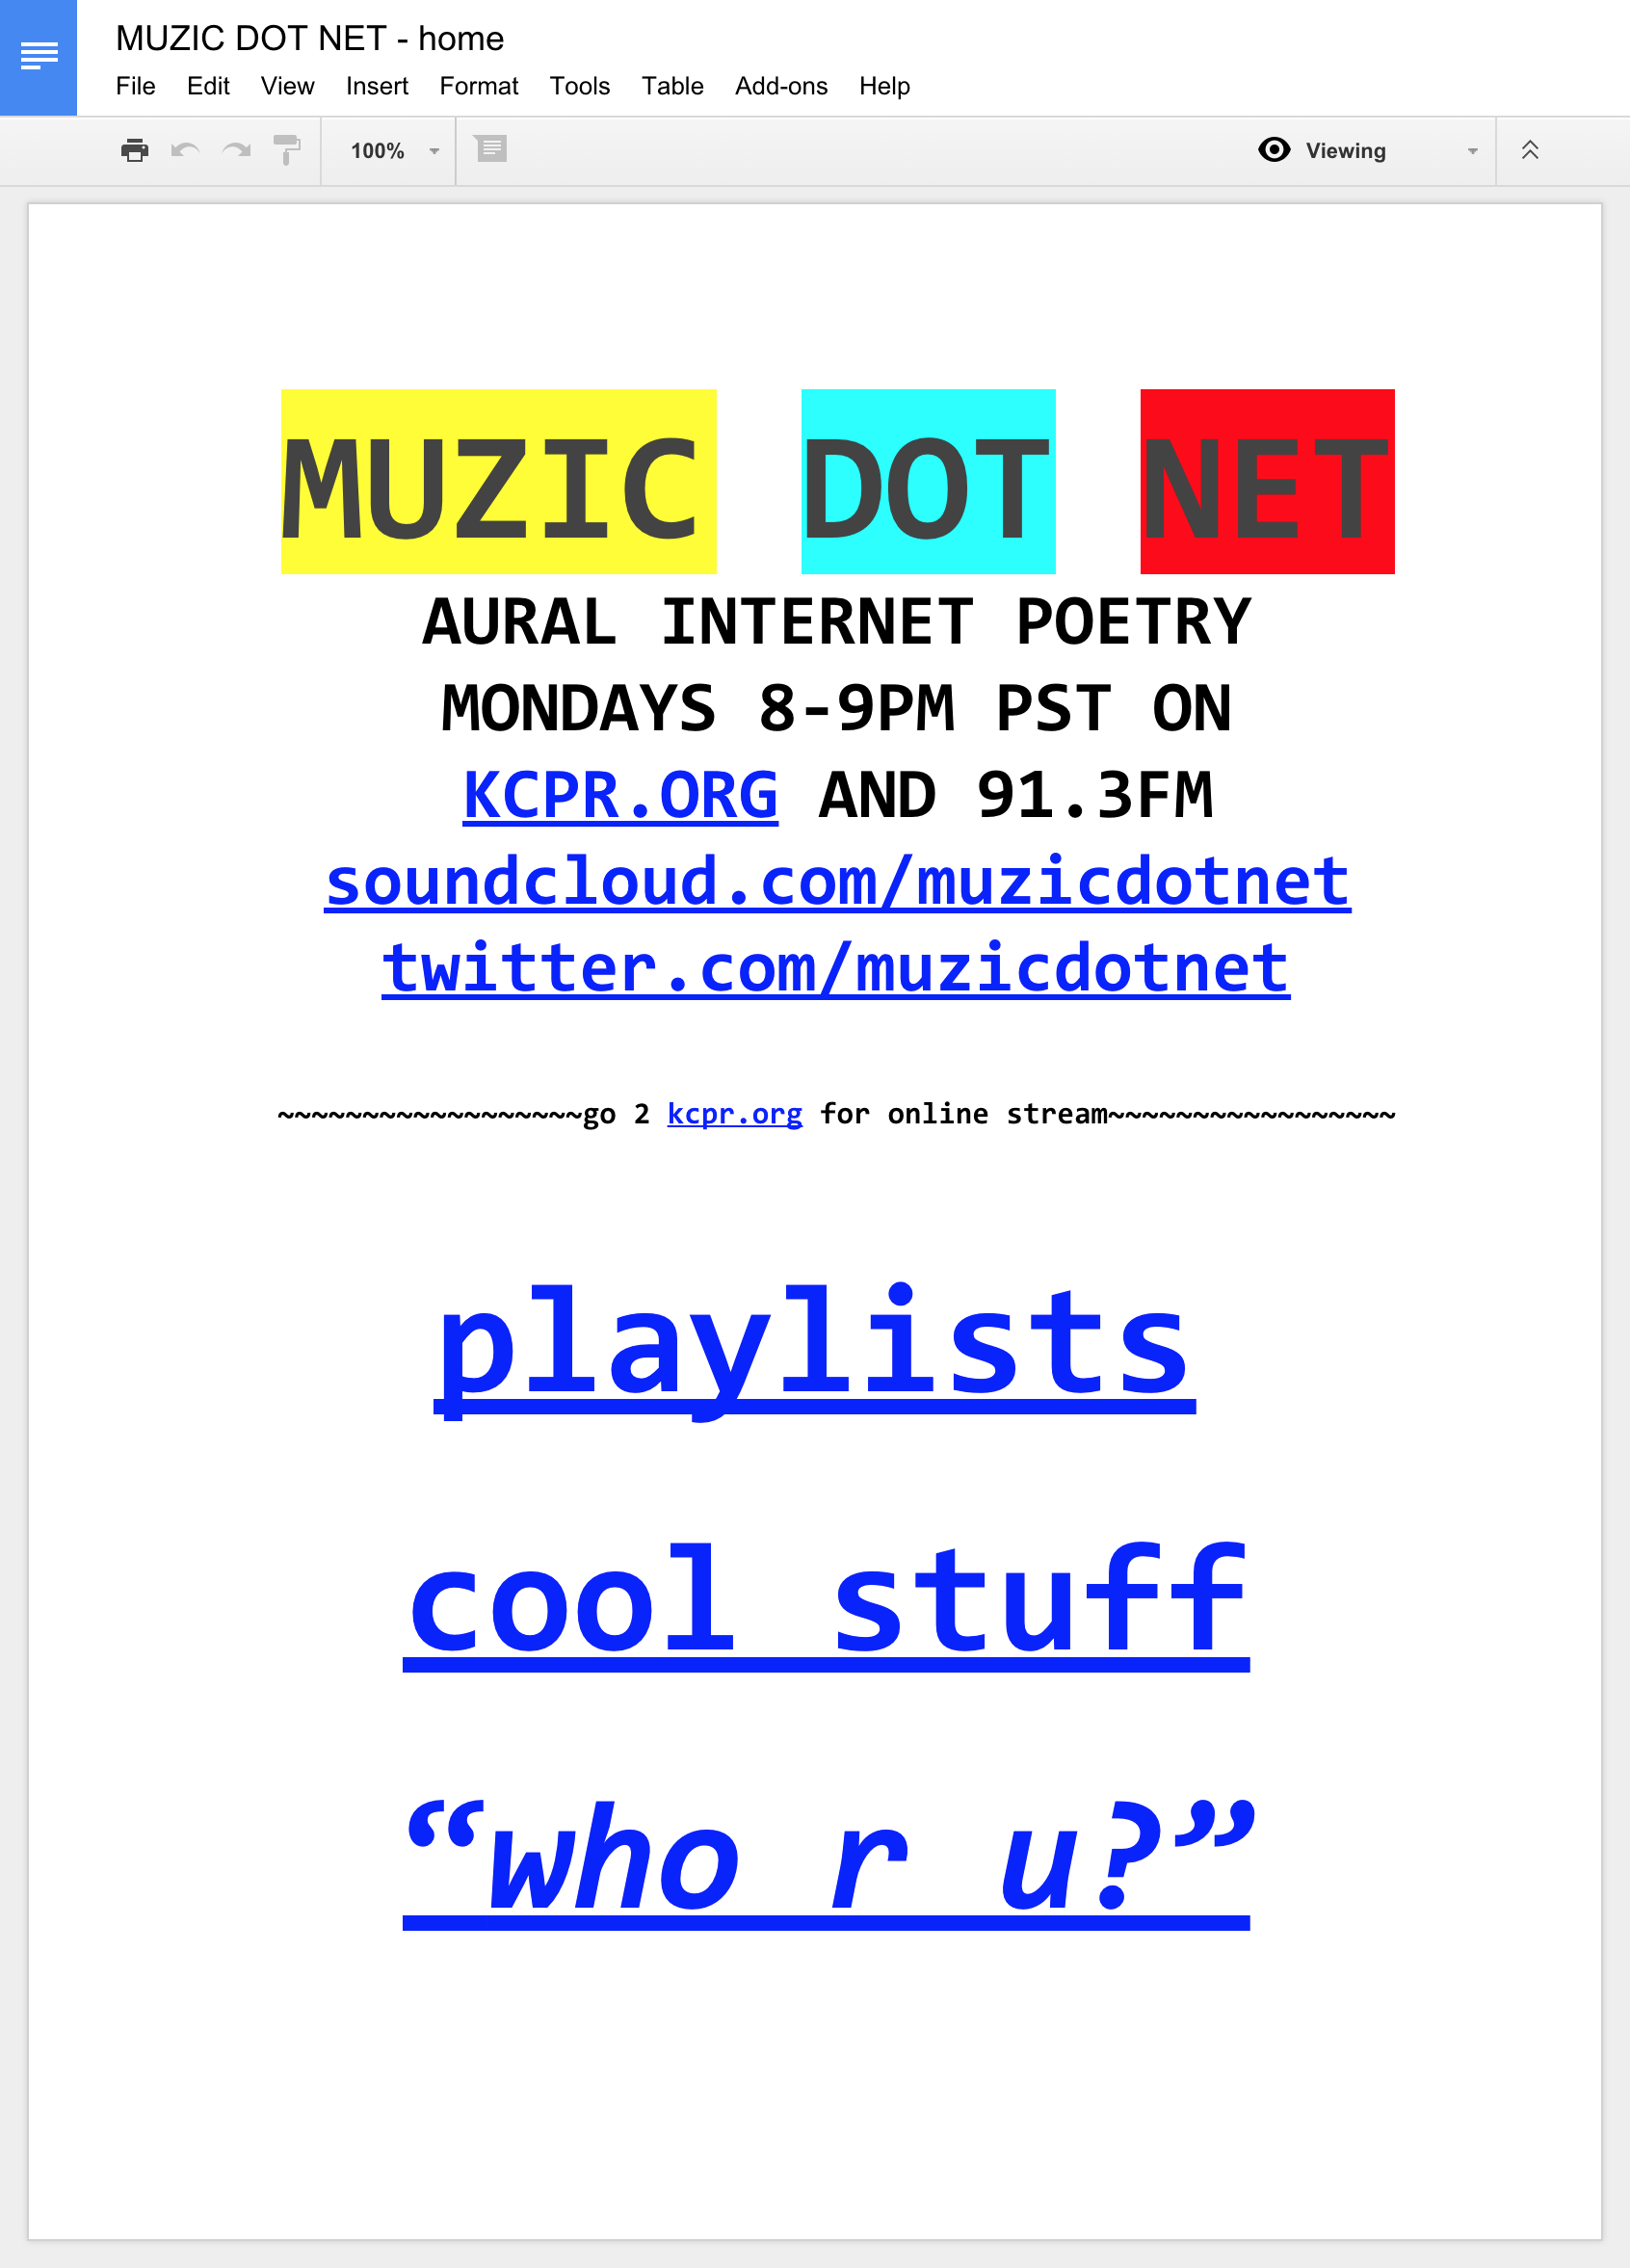 MUZIC DOT NET - home
File Edit View Insert Format Tools Table Add-ons Help
100% Viewing
MUZIC DOT NET
AURAL INTERNET POETRY
MONDAYS 8-9PM PST ON
KCPR.ORG AND 91.3FM
soundcloud.com/muzicdotnet
twitter.com/muzicdotnet
~~~~~~~~~~~~~~~~~~go 2 kcpr.org for online stream~~~~~~~~~~~~~~~~~
playlists
cool stuff
“who r u?”